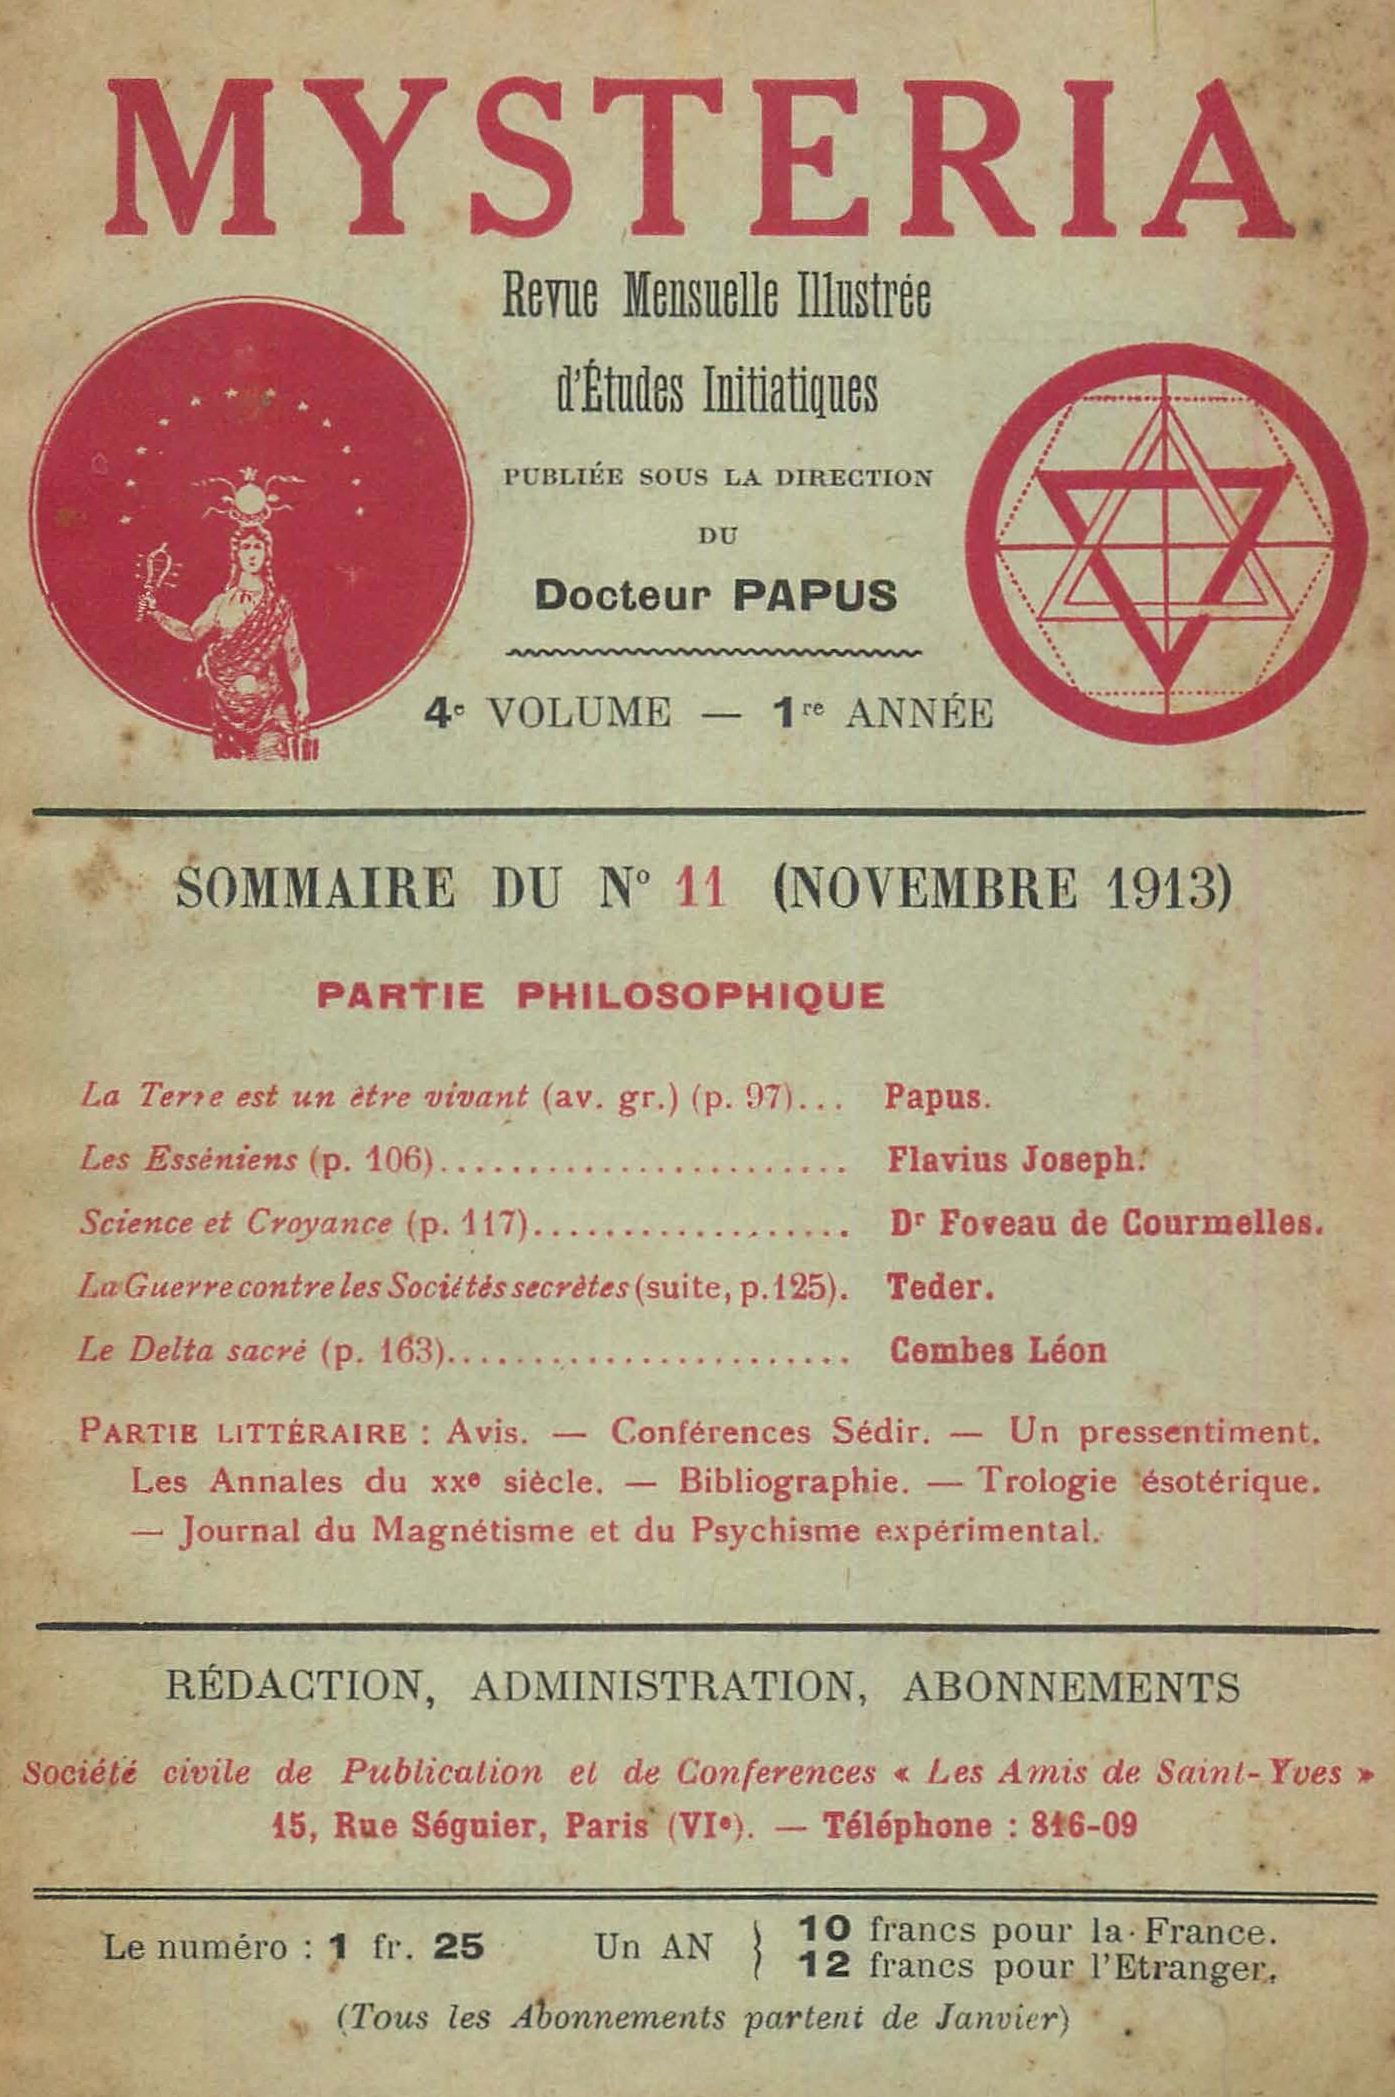 MYSTERIA
Revue Mensuelle Illustrée
d'Études Initiatiques
PUBLIÉE SOUS LA DIRECTION
DU
Docteur PAPUS
4e VOLUME — 1re ANNÉE
SOMMAIRE DU N° 11 (NOVEMBRE 1913)
PARTIE PHILOSOPHIQUE
La Terre est un être vivant (av. gr.) (p. 97)... Papus.
Les Esséniens (p. 106)....................... Flavius Joseph.
Science et Croyance (p. 117).................. Dr Foveau de Courmelles.
La Guerre contre les Sociétés secrètes (suite, p. 125). Teder.
Le Delta sacré (p. 163)....................... Combes Léon
PARTIE LITTÉRAIRE : Avis. — Conférences Sédir. — Un pressentiment.
Les Annales du XXe siècle. — Bibliographie. — Trologie ésotérique.
— Journal du Magnétisme et du Psychisme expérimental.
RÉDACTION, ADMINISTRATION, ABONNEMENTS
Société civile de Publication et de Conferences « Les Amis de Saint-Yves »
15, Rue Séguier, Paris (VIe). — Téléphone : 816-09
Le numéro : 1 fr. 25 Un AN } 10 francs pour la France.
12 francs pour l'Etranger.
(Tous les Abonnements partent de Janvier)